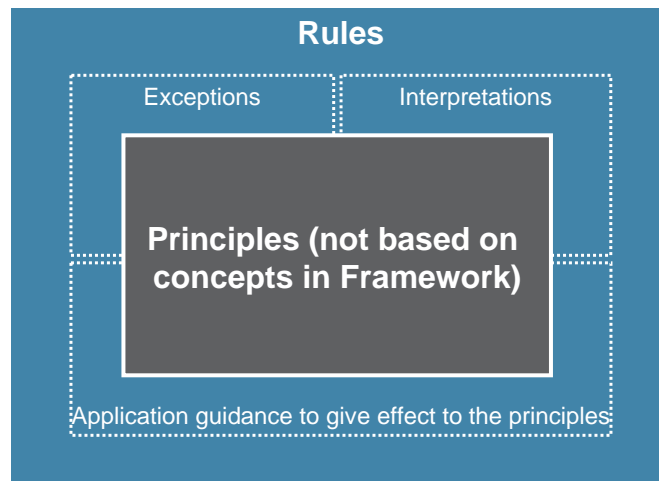 Rules
Exceptions
Interpretations
Principles (not based on
concepts in Framework)
Application guidance to give effect to the principles